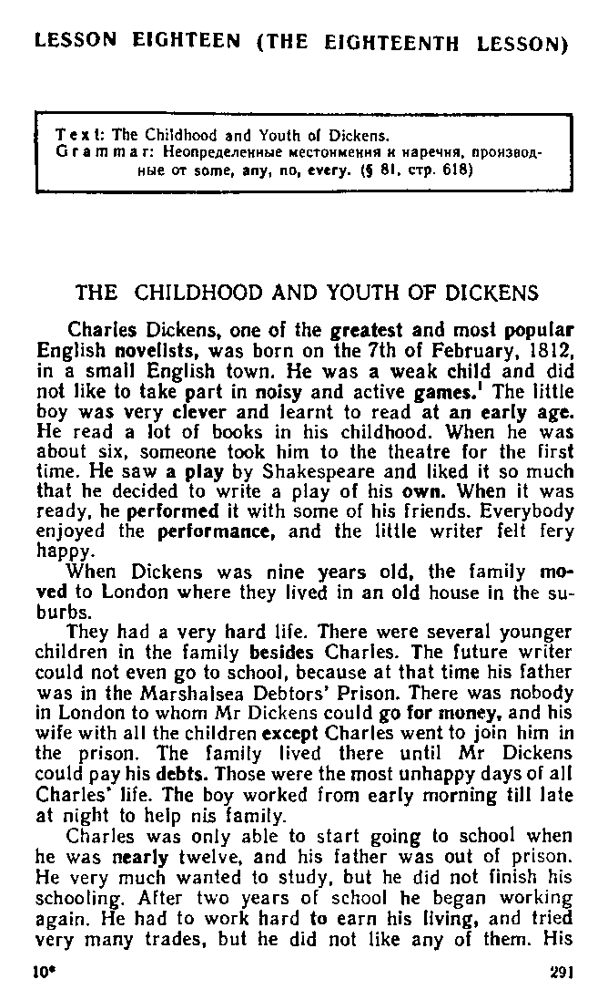 LESSON EIGHTEEN (THE EIGHTEENTH LESSON)
Text: The Childhood and Youth of Dickens.
Grammar: Неопределенные местоимения и наречия, производ-
ные от some, any, no, every. (§ 81, стр. 618)
THE CHILDHOOD AND YOUTH OF DICKENS
Charles Dickens, one of the greatest and most popular
English novelists, was born on the 7th of February, 1812,
in a small English town. He was a weak child and did
not like to take part in noisy and active games.¹ The little
boy was very clever and learnt to read at an early age.
He read a lot of books in his childhood. When he was
about six, someone took him to the theatre for the first
time. He saw a play by Shakespeare and liked it so much
that he decided to write a play of his own. When it was
ready, he performed it with some of his friends. Everybody
enjoyed the performance, and the little writer felt fery
happy.
When Dickens was nine years old, the family mo-
ved to London where they lived in an old house in the su-
burbs.
They had a very hard life. There were several younger
children in the family besides Charles. The future writer
could not even go to school, because at that time his father
was in the Marshalsea Debtors' Prison. There was nobody
in London to whom Mr Dickens could go for money, and his
wife with all the children except Charles went to join him in
the prison. The family lived there until Mr Dickens
could pay his debts. Those were the most unhappy days of all
Charles' life. The boy worked from early morning till late
at night to help nis family.
Charles was only able to start going to school when
he was nearly twelve, and his father was out of prison.
He very much wanted to study, but he did not finish his
schooling. After two years of school he began working
again. He had to work hard to earn his living, and tried
very many trades, but he did not like any of them. His
10*
291